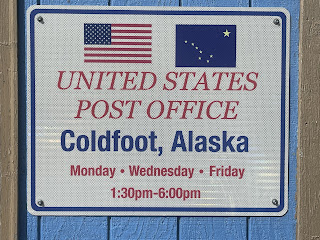 UNITED STATES
POST OFFICE
Coldfoot, Alaska
Monday • Wednesday • Friday
1:30pm-6:00pm